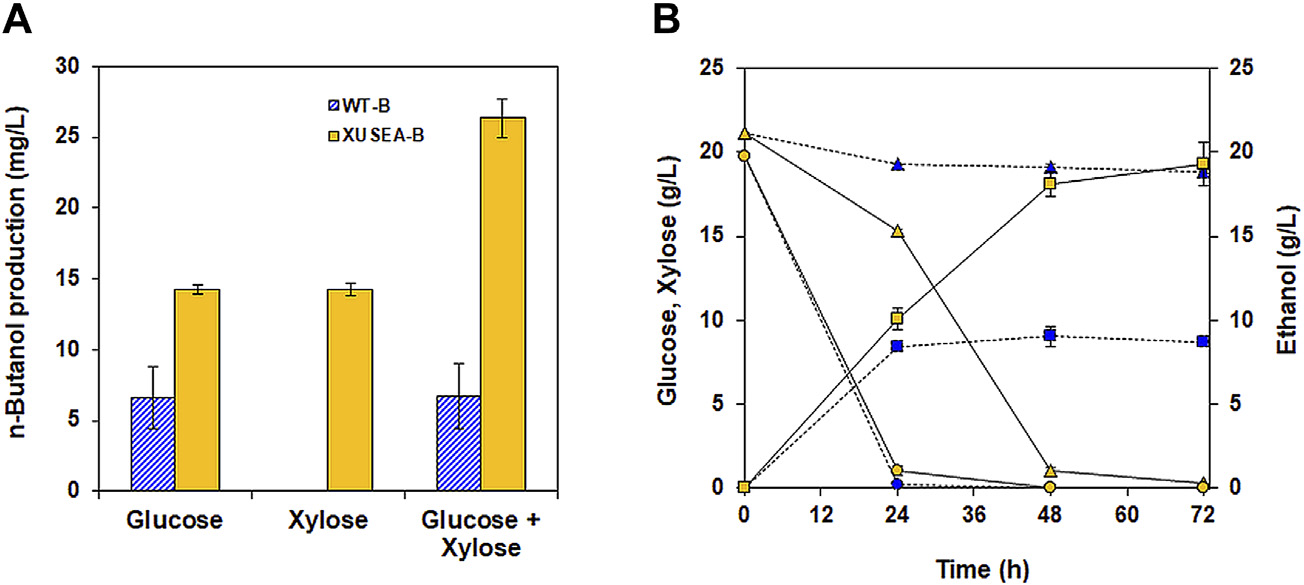 A
n-Butanol production (mg/L)
30
25
20
15
10
5
0
WT-B
XUSEA-B
Glucose
Xylose
Glucose +
Xylose
B
Glucose, Xylose (g/L)
25
20
15
10
5
0
0
12
24
36
48
60
72
Time (h)
25
20
15
10
5
0
Ethanol (g/L)